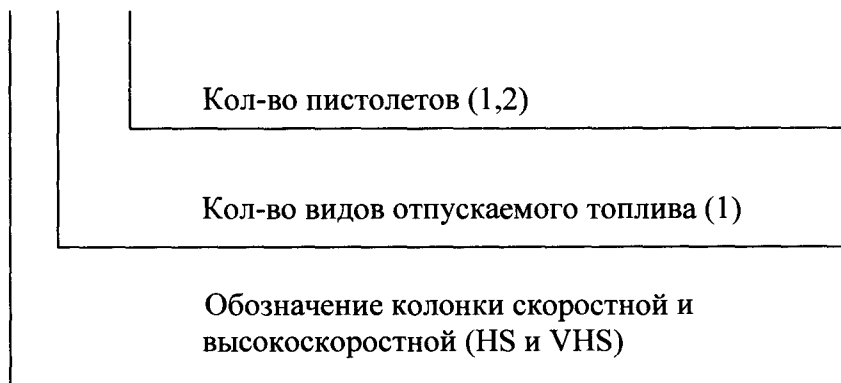 Кол-во пистолетов (1,2)
Кол-во видов отпускаемого топлива (1)
Обозначение колонки скоростной и
высокоскоростной (HS и VHS)